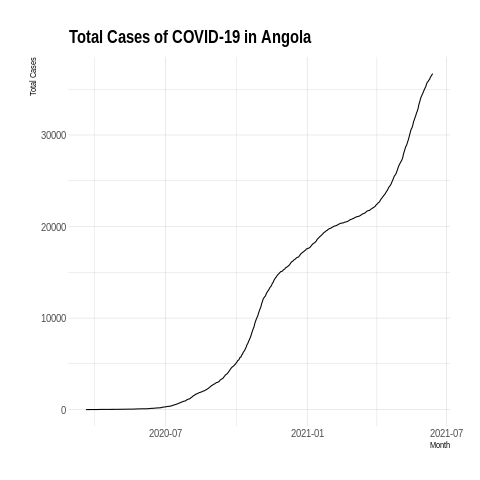 Total Cases of COVID-19 in Angola
Total Cases
30000
20000
10000
0
2020-07
2021-01
2021-07
Month